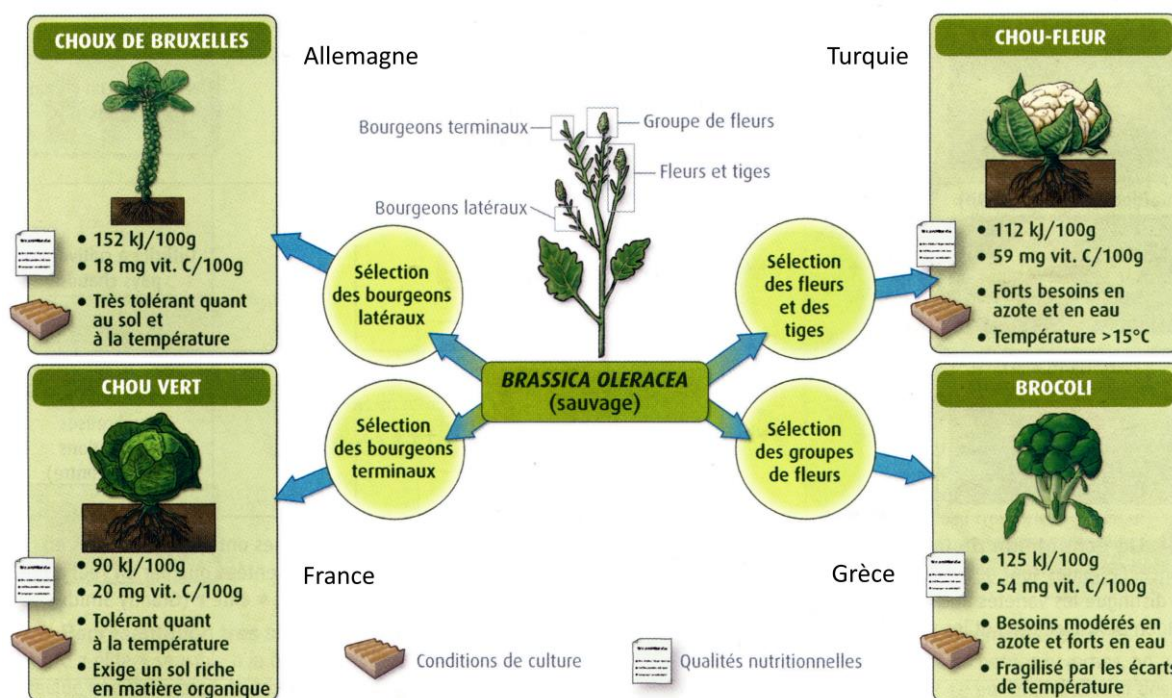 CHOUX DE BRUXELLES
• 152 kJ/100g
• 18 mg vit. C/100g
• Très tolérant quant
au sol et
à la température
Allemagne
Bourgeons terminaux
Groupe de fleurs
Fleurs et tiges
Bourgeons latéraux
Turquie
CHOU-FLEUR
• 112 kJ/100g
• 59 mg vit. C/100g
• Forts besoins en
azote et en eau
• Température >15°C
Sélection
des bourgeons
latéraux
Sélection
des fleurs
et des
tiges
BRASSICA OLERACEA
(sauvage)
Sélection
des bourgeons
terminaux
Sélection
des groupes
de fleurs
CHOU VERT
• 90 kJ/100g
• 20 mg vit. C/100g
• Tolérant quant
à la température
• Exige un sol riche
en matière organique
France
Grèce
BROCOLI
• 125 kJ/100g
• 54 mg vit. C/100g
• Besoins modérés en
azote et forts en eau
• Fragilisé par les écarts
de température
Conditions de culture
Qualités nutritionnelles